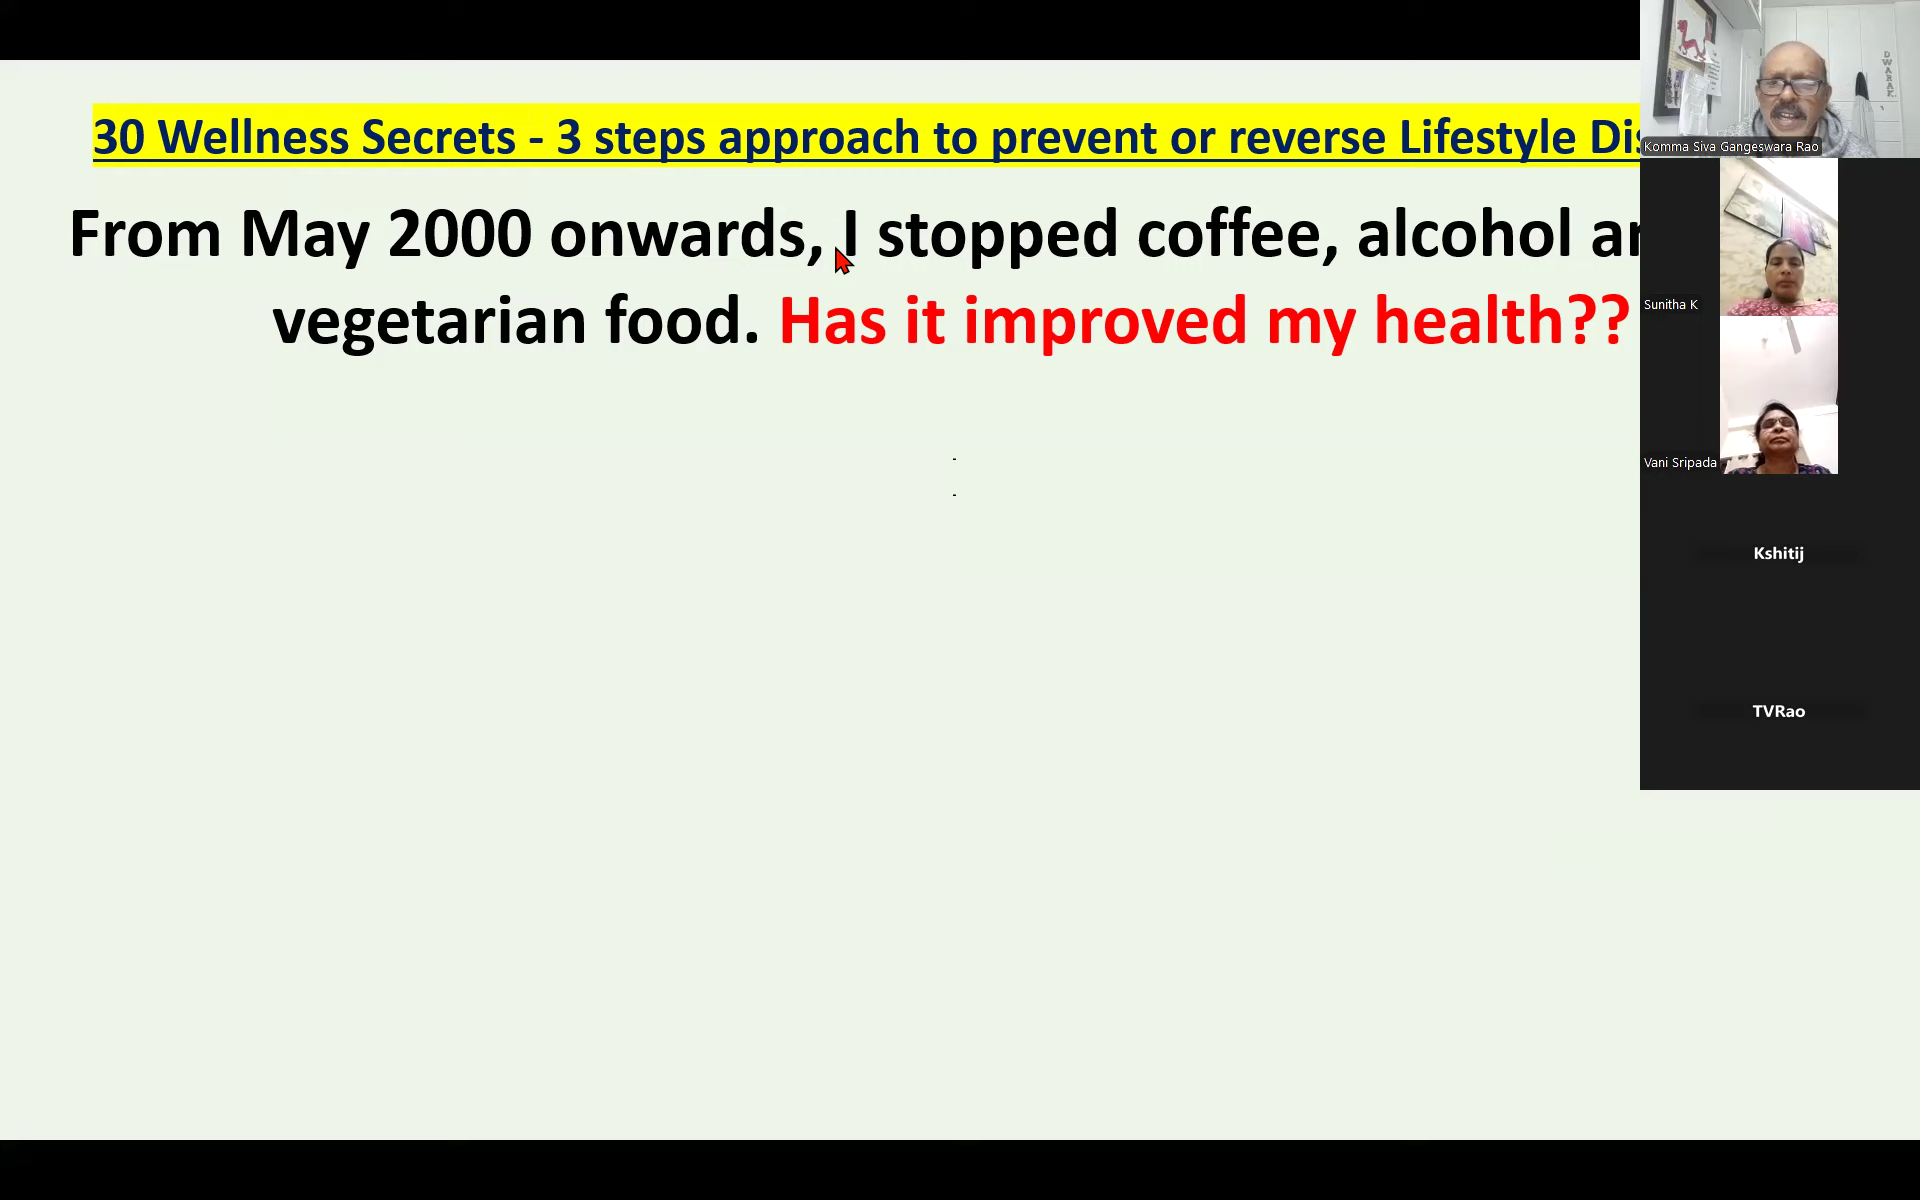 30 Wellness Secrets - 3 steps approach to prevent or reverse Lifestyle
From May 2000 onwards, I stopped coffee, alcohol
vegetarian food. Has it improved my health??
DWARAK
Komma Siva Gangeswara Rao
Sunitha K
Vani Sripada
Kshitij
TVRao